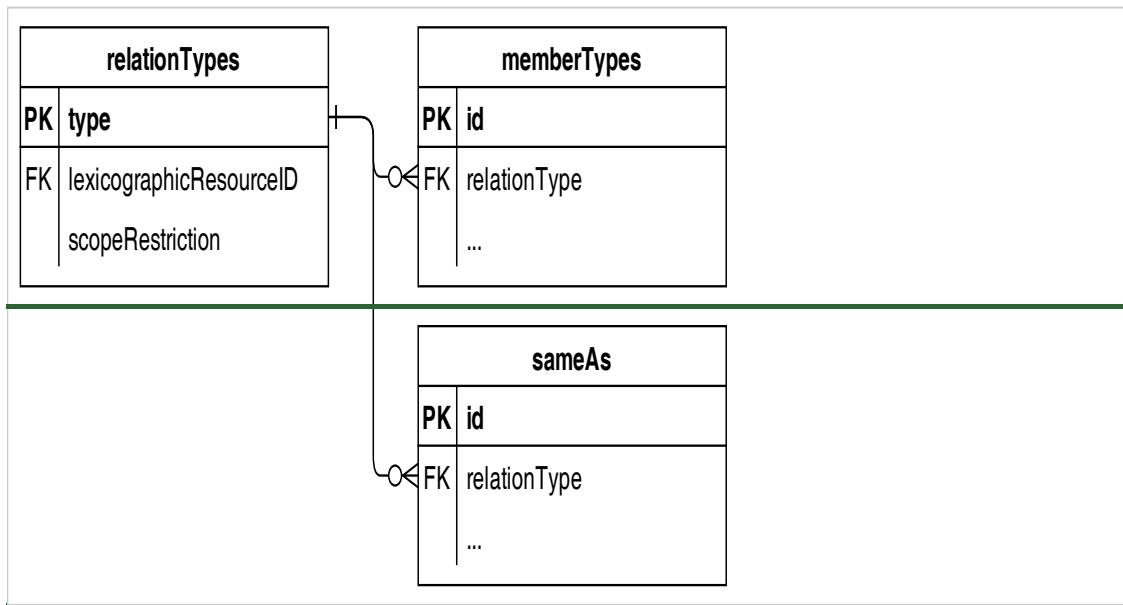 relationTypes
PK type
FK lexicographicResourceID
scopeRestriction
memberTypes
PK id
FK relationType
...
sameAs
PK id
FK relationType
...